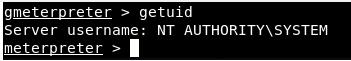 gmeterpreter > getuid
Server username: NT AUTHORITY\SYSTEM
meterpreter >